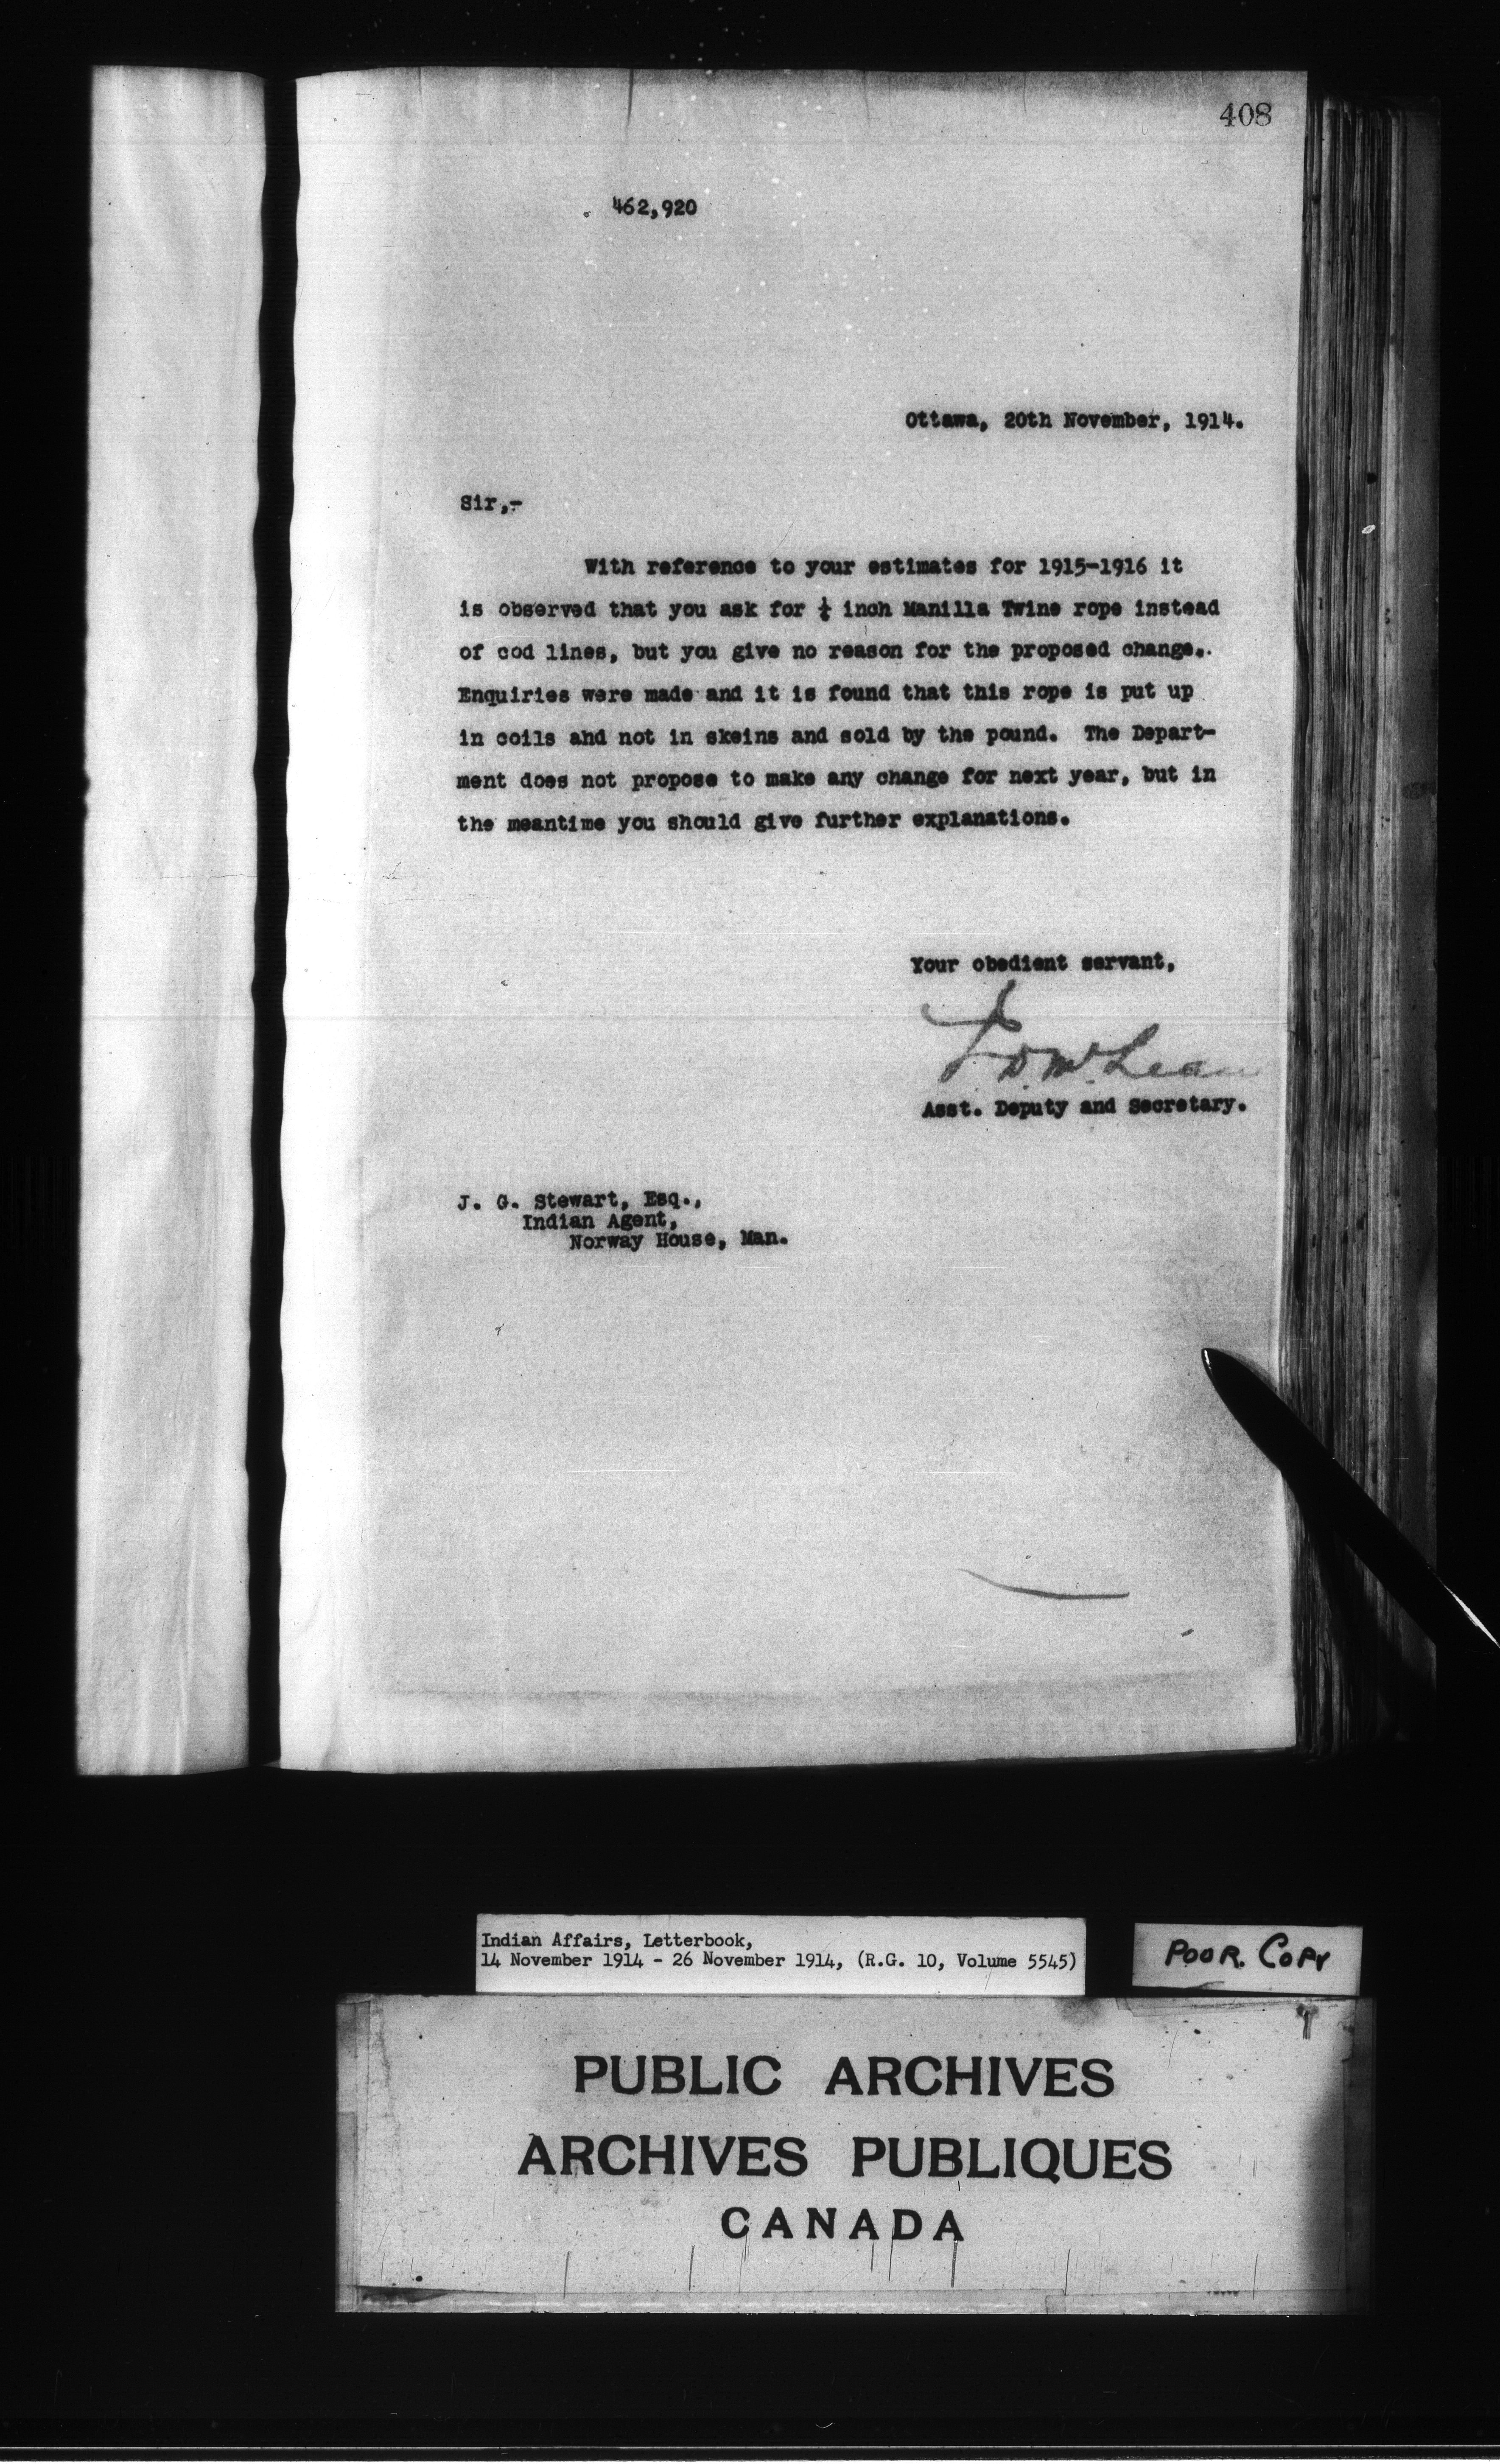 408
462,920
Ottawa, 20th November, 1914.
Sir,-
With reference to your estimates for 1915-1916 it
is observed that you ask for inch Manilla Twine rope instead
of cod lines, but you give no reason for the proposed change.
Enquiries were made and it is found that this rope is put up
in coils ahd not in skeins and sold by the pound. The Depart-
ment does not propose to make any change for next year, but in
the meantime you should give further explanations.
Your obedient servant,
J. D. McLean
Asst. Deputy and Secretary.
J. G. Stewart, Esq.,
Indian Agent,
Norway House, Man.
Indian Affairs, Letterbook,
14 November 1914 - 26 November 1914, (R.G. 10, Volume 5545)
POOR. COPY
PUBLIC ARCHIVES
ARCHIVES PUBLIQUES
CANADA